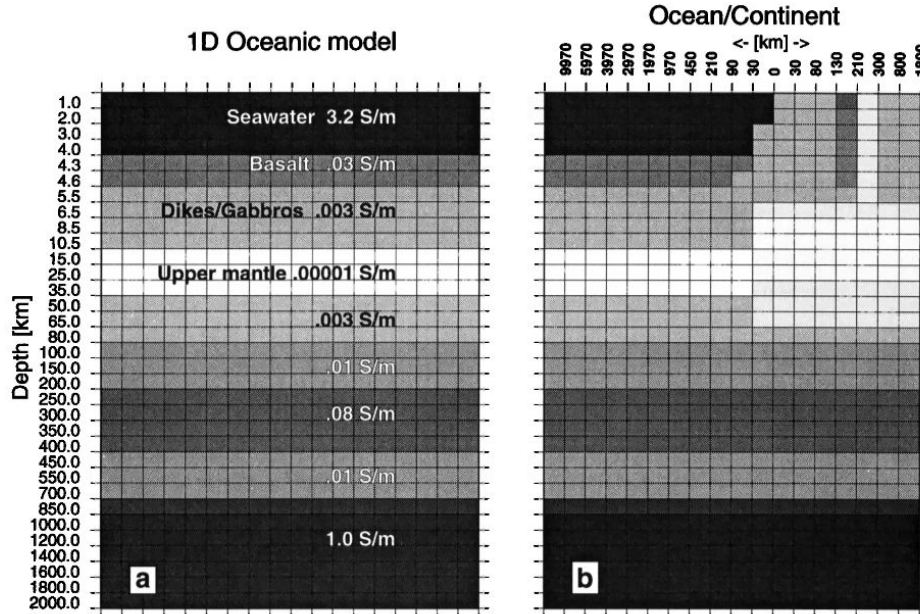 1D Oceanic model
Ocean/Continent
<- [km] ->
9970 5970 3970 2970 1970 970 450 210 90 30 0 30 80 130 210 300 800
Depth [km]
1.0
2.0
3.0
4.0
4.3
4.6
5.5
6.5
8.5
10.5
15.0
25.0
35.0
50.0
65.0
80.0
100.0
150.0
200.0
250.0
300.0
350.0
400.0
450.0
550.0
700.0
850.0
1000.0
1200.0
1400.0
1600.0
1800.0
2000.0
Seawater 3.2 S/m
Basalt .03 S/m
Dikes/Gabbros .003 S/m
Upper mantle .00001 S/m
.003 S/m
.01 S/m
.08 S/m
.01 S/m
1.0 S/m
a
b